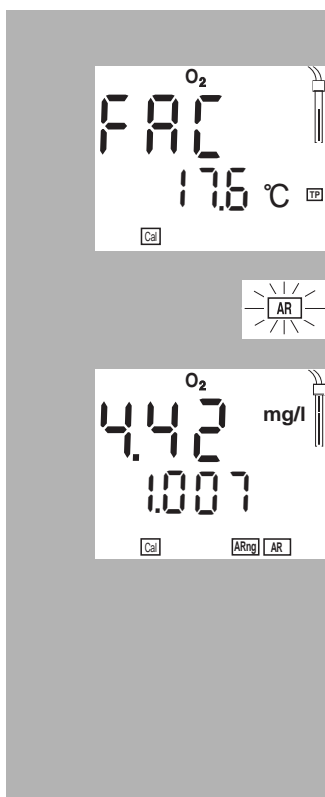 O₂
FAC
17.6 °C TP
Cal
AR
O₂
4.42 mg/l
1.007
Cal ARng AR